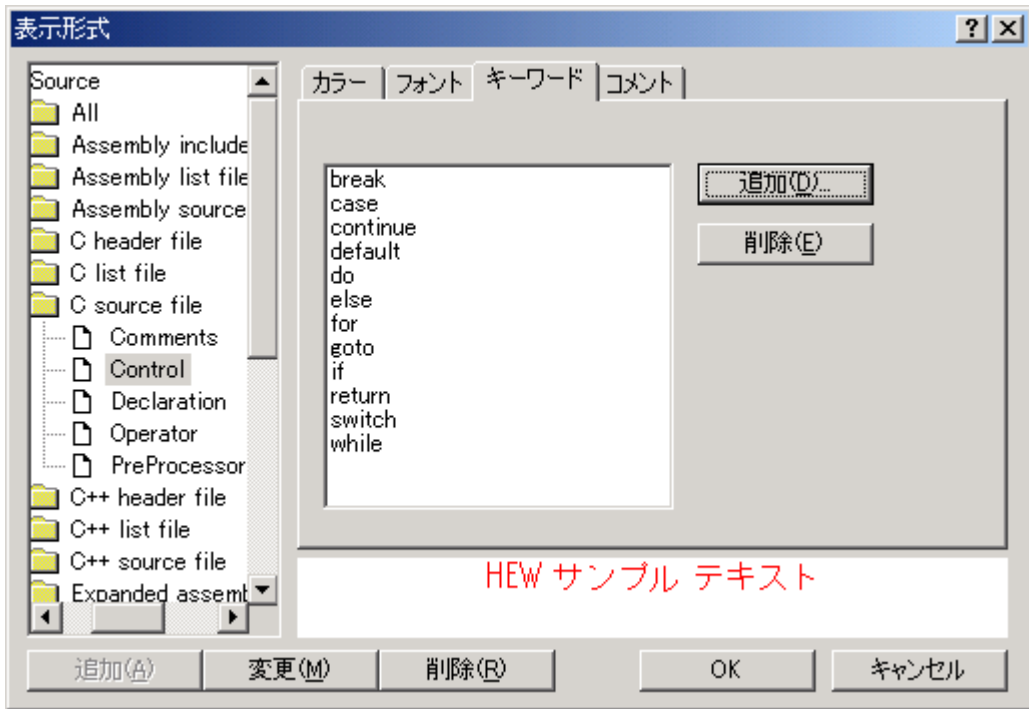 表示形式
Source
All
Assembly include
Assembly list file
Assembly source
C header file
C list file
C source file
Comments
Control
Declaration
Operator
PreProcessor
C++ header file
C++ list file
C++ source file
Expanded assemb
カラー フォント キーワード コメント
break
case
continue
default
do
else
for
goto
if
return
switch
while
追加(D)...
削除(E)
HEW サンプル テキスト
追加(A) 変更(M) 削除(R) OK キャンセル